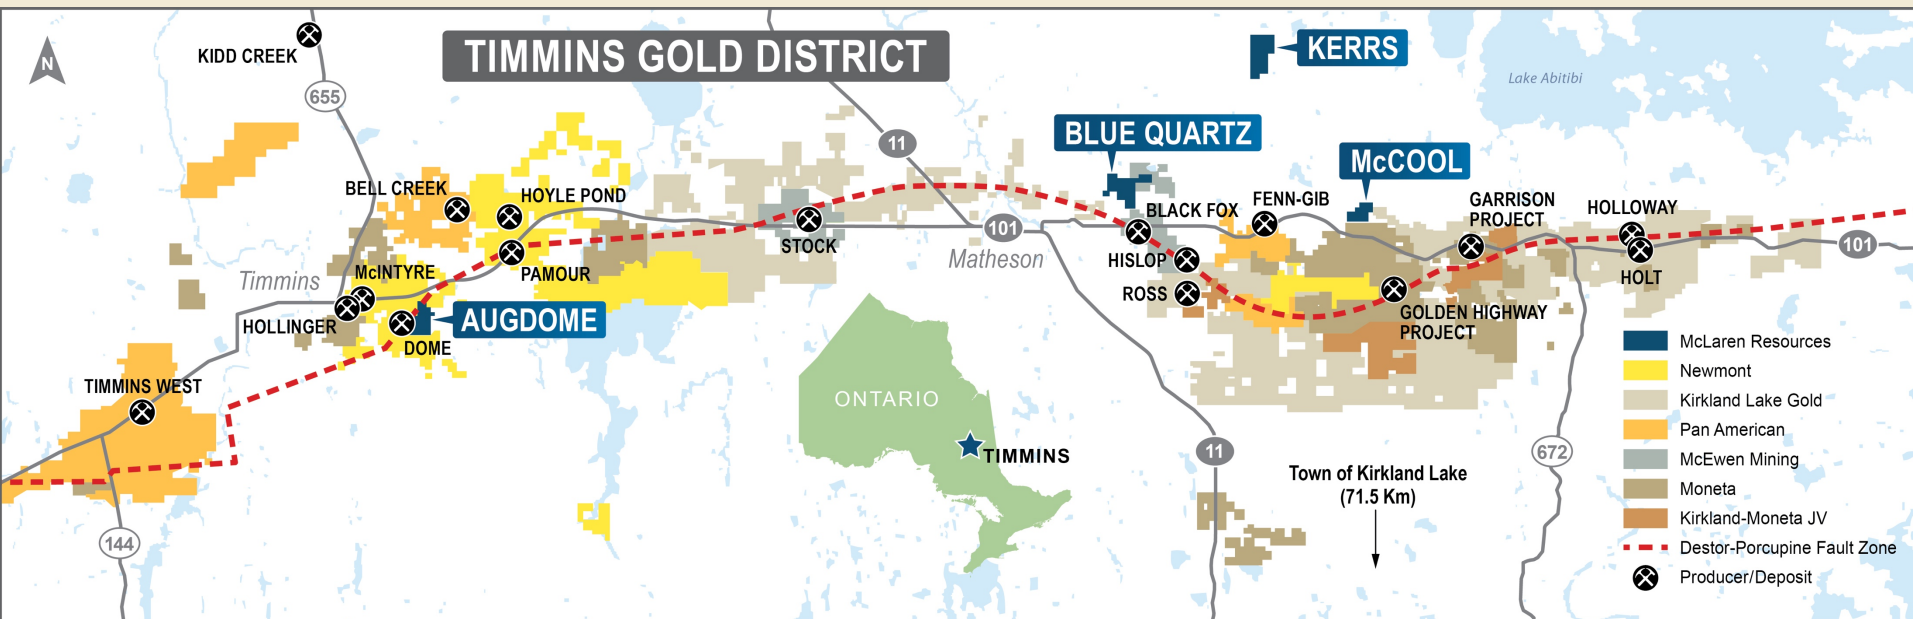 N
KIDD CREEK
655
TIMMINS GOLD DISTRICT
KERRS
Lake Abitibi
11
BLUE QUARTZ
McCOOL
BELL CREEK
HOYLE POND
BLACK FOX
FENN-GIB
GARRISON
PROJECT
HOLLOWAY
STOCK
101
Matheson
101
HISLOP
ROSS
HOLT
Timmins
McINTYRE
PAMOUR
HOLLINGER
AUGDOME
DOME
GOLDEN HIGHWAY
PROJECT
TIMMINS WEST
144
ONTARIO
TIMMINS
11
672
Town of Kirkland Lake
(71.5 Km)
McLaren Resources
Newmont
Kirkland Lake Gold
Pan American
McEwen Mining
Moneta
Kirkland-Moneta JV
Destor-Porcupine Fault Zone
Producer/Deposit